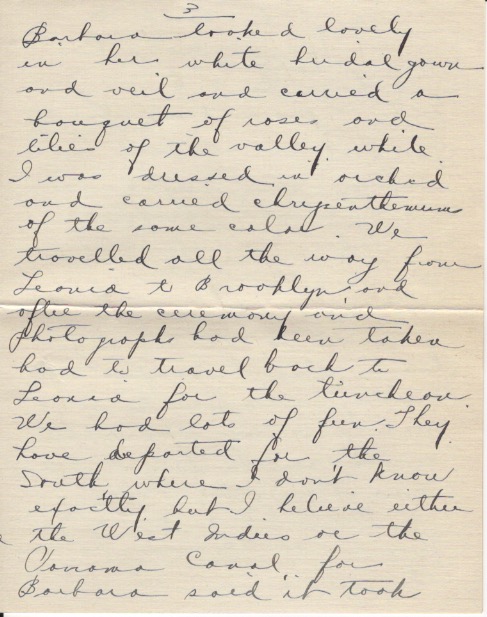 3
Barbara looked lovely
in her white bridal gown
and veil and carried a
bouquet of roses and
lilies of the valley while
I was dressed in orchid
and carried chrysenthemums
of the same color. We
travelled all the way from
Leonia to Brooklyn and
after the ceremony and
photographs had been taken
had to travel back to
Leonia for the luncheon.
We had lots of fun. They
have departed for the
South, where I don't know
exactly but I believe either
the West Indies or the
Panama Canal for
Barbara said it took